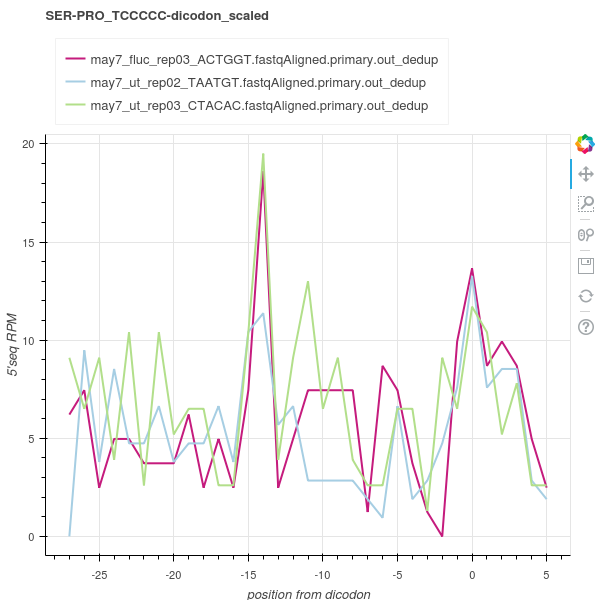 SER-PRO_TCCCCC-dicodon_scaled
may7_fluc_rep03_ACTGGT.fastqAligned.primary.out_dedup
may7_ut_rep02_TAATGT.fastqAligned.primary.out_dedup
may7_ut_rep03_CTACAC.fastqAligned.primary.out_dedup
20
15
10
5
0
5'seq RPM
-25 -20 -15 -10 -5 0 5
position from dicodon